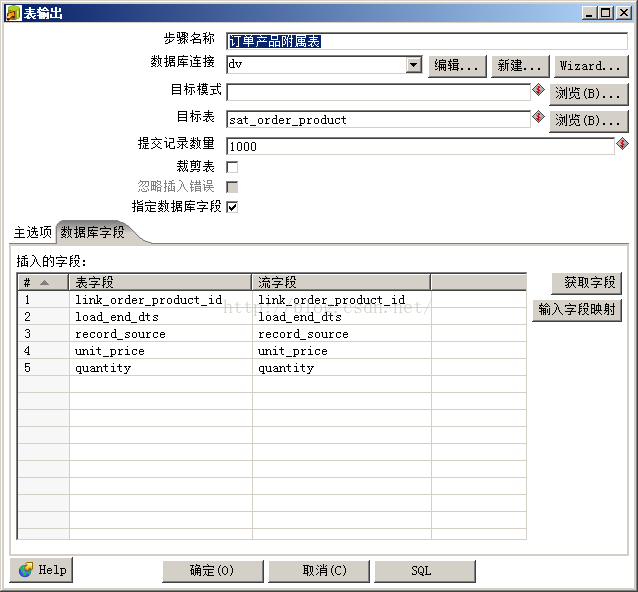 表输出
步骤名称 订单产品附属表
数据库连接 dv 编辑... 新建... Wizard...
目标模式 浏览(B)...
目标表 sat_order_product 浏览(B)...
提交记录数量 1000
裁剪表
忽略插入错误
指定数据库字段
主选项 数据库字段
插入的字段:
# 表字段 流字段 获取字段
1 link_order_product_id link_order_product_id
http://blog.csdn.net/
2 load_end_dts load_end_dts 输入字段映射
3 record_source record_source
4 unit_price unit_price
5 quantity quantity
Help 确定(O) 取消(C) SQL